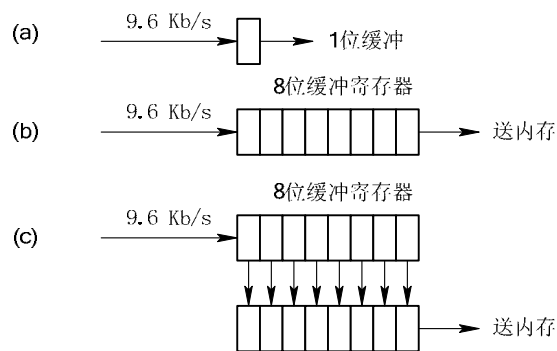 (a) 9.6 Kb/s 1位缓冲
8位缓冲寄存器
(b) 9.6 Kb/s 送内存
8位缓冲寄存器
(c) 9.6 Kb/s
送内存